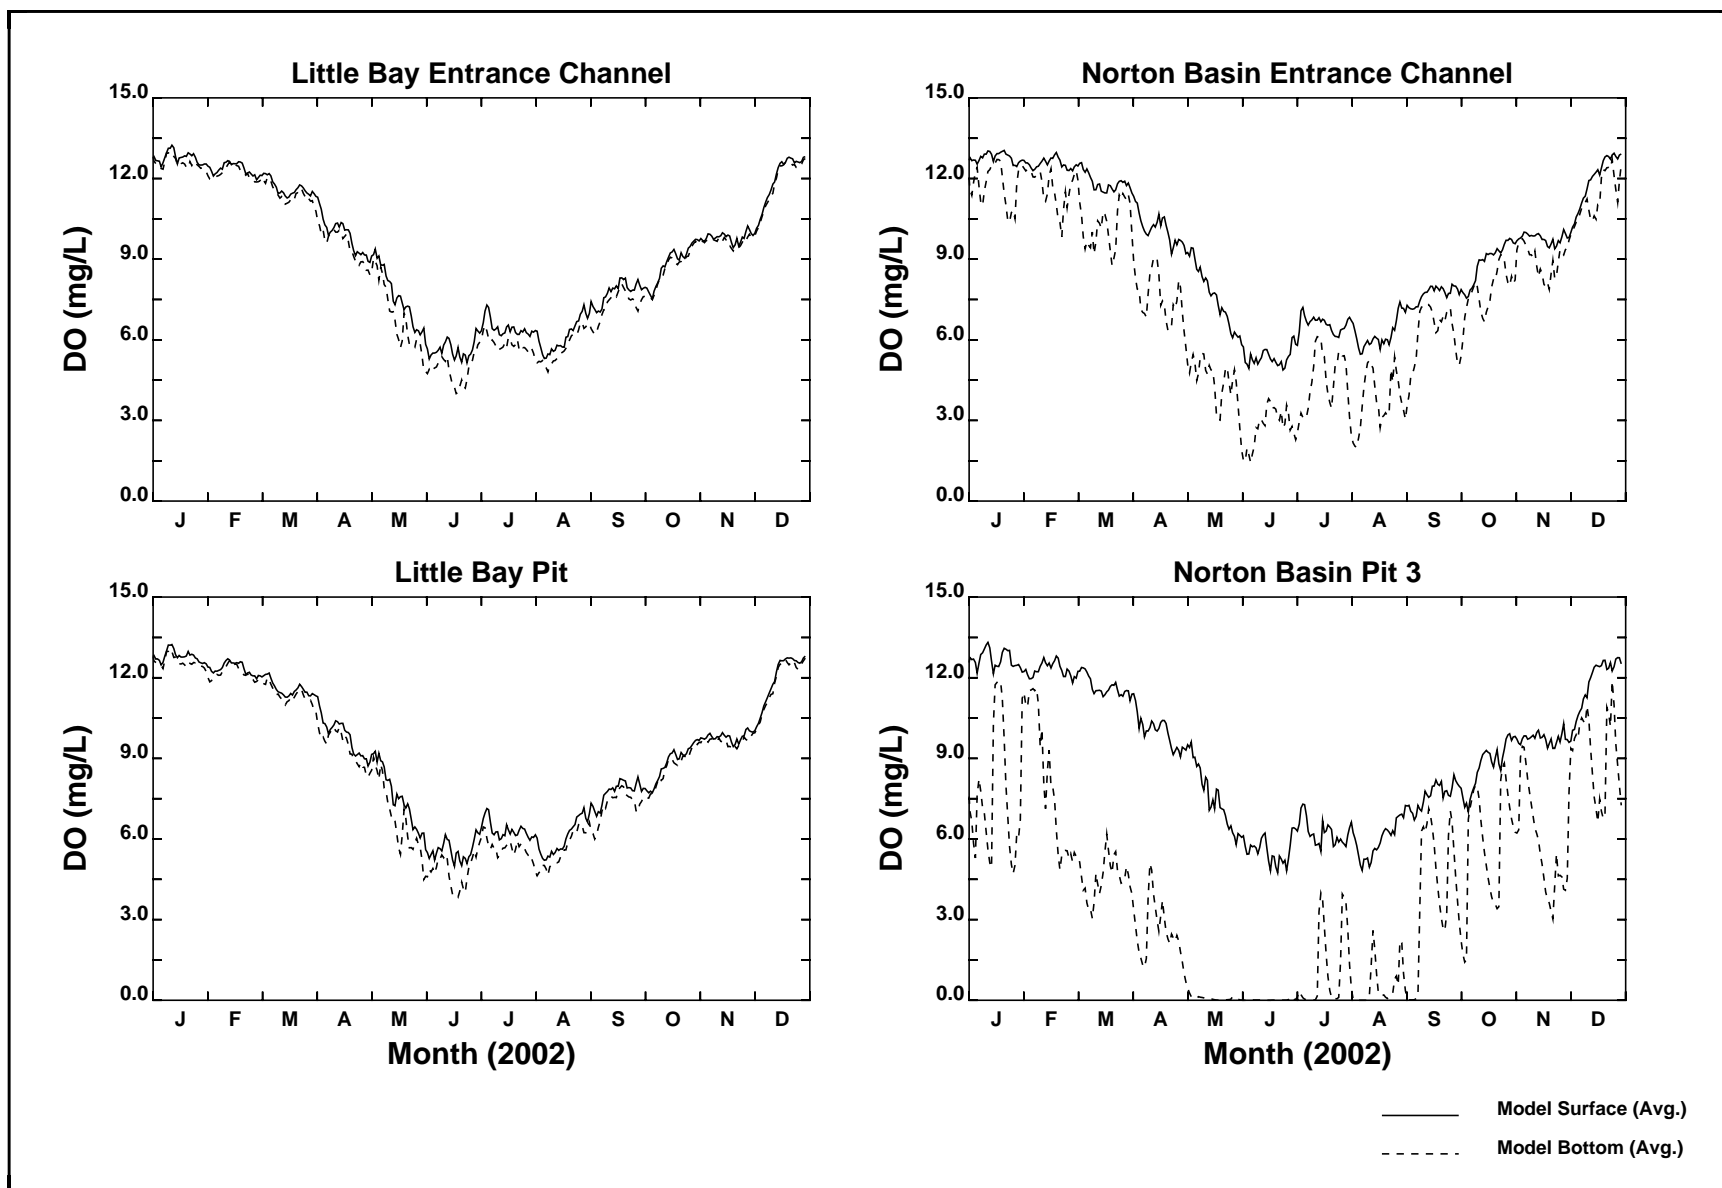 Little Bay Entrance Channel
15.0
12.0
9.0
6.0
3.0
0.0
DO (mg/L)
J F M A M J J A S O N D
Norton Basin Entrance Channel
15.0
12.0
9.0
6.0
3.0
0.0
DO (mg/L)
J F M A M J J A S O N D
Little Bay Pit
15.0
12.0
9.0
6.0
3.0
0.0
DO (mg/L)
J F M A M J J A S O N D
Month (2002)
Norton Basin Pit 3
15.0
12.0
9.0
6.0
3.0
0.0
DO (mg/L)
J F M A M J J A S O N D
Month (2002)
Model Surface (Avg.)
Model Bottom (Avg.)